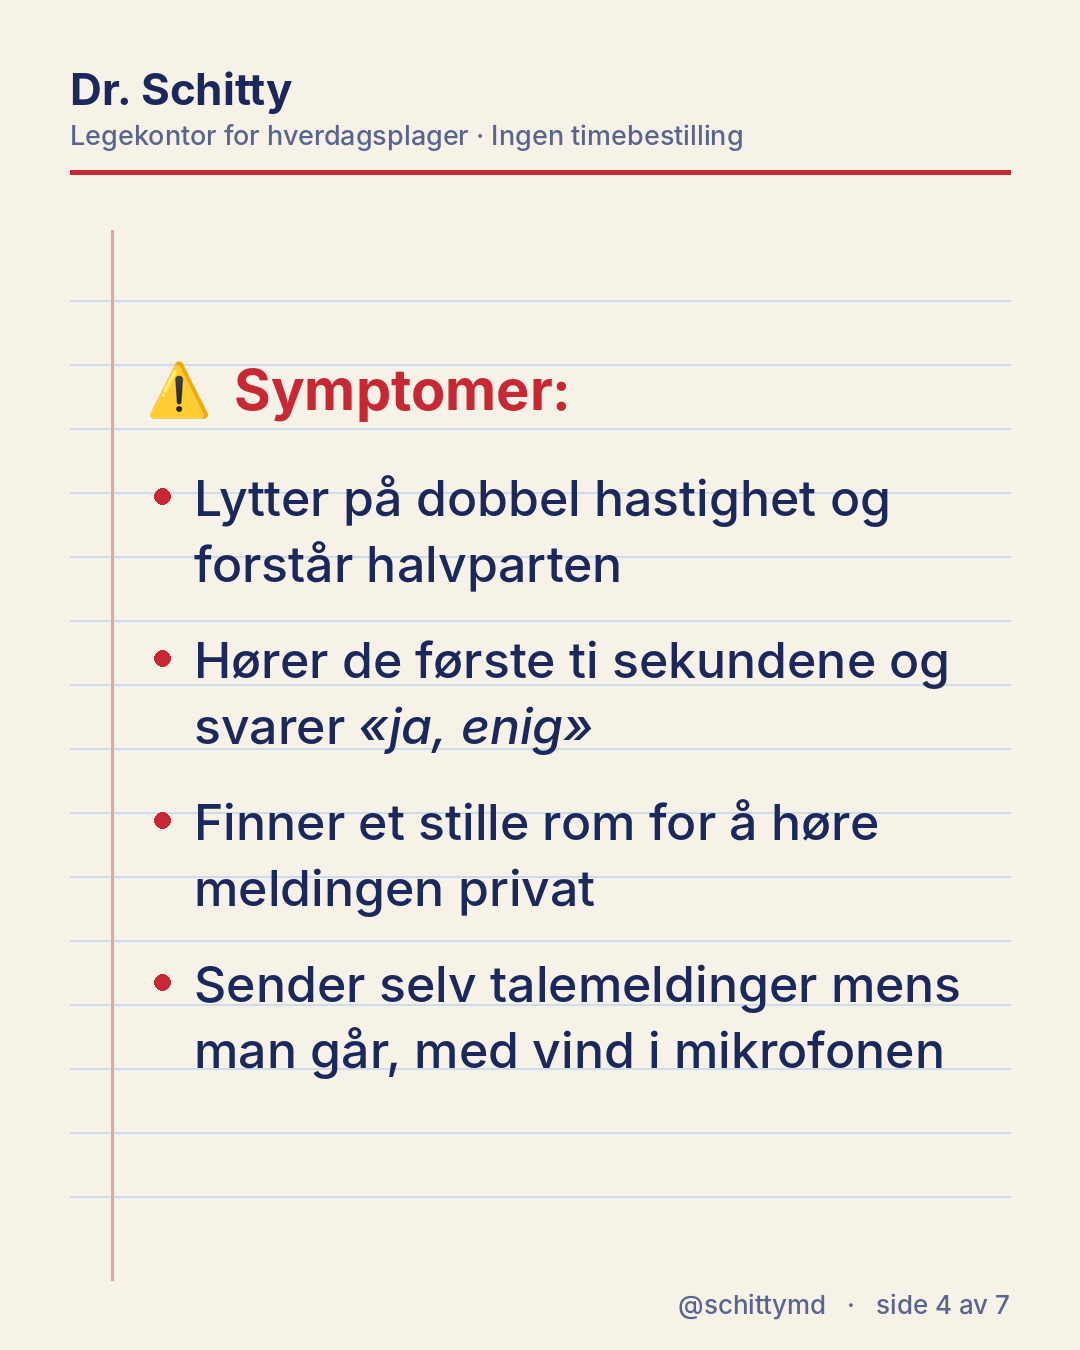 Dr. Schitty
Legekontor for hverdagsplager · Ingen timebestilling
⚠️ Symptomer:
• Lytter på dobbel hastighet og
forstår halvparten
• Hører de første ti sekundene og
svarer «ja, enig»
• Finner et stille rom for å høre
meldingen privat
• Sender selv talemeldinger mens
man går, med vind i mikrofonen
@schittymd · side 4 av 7